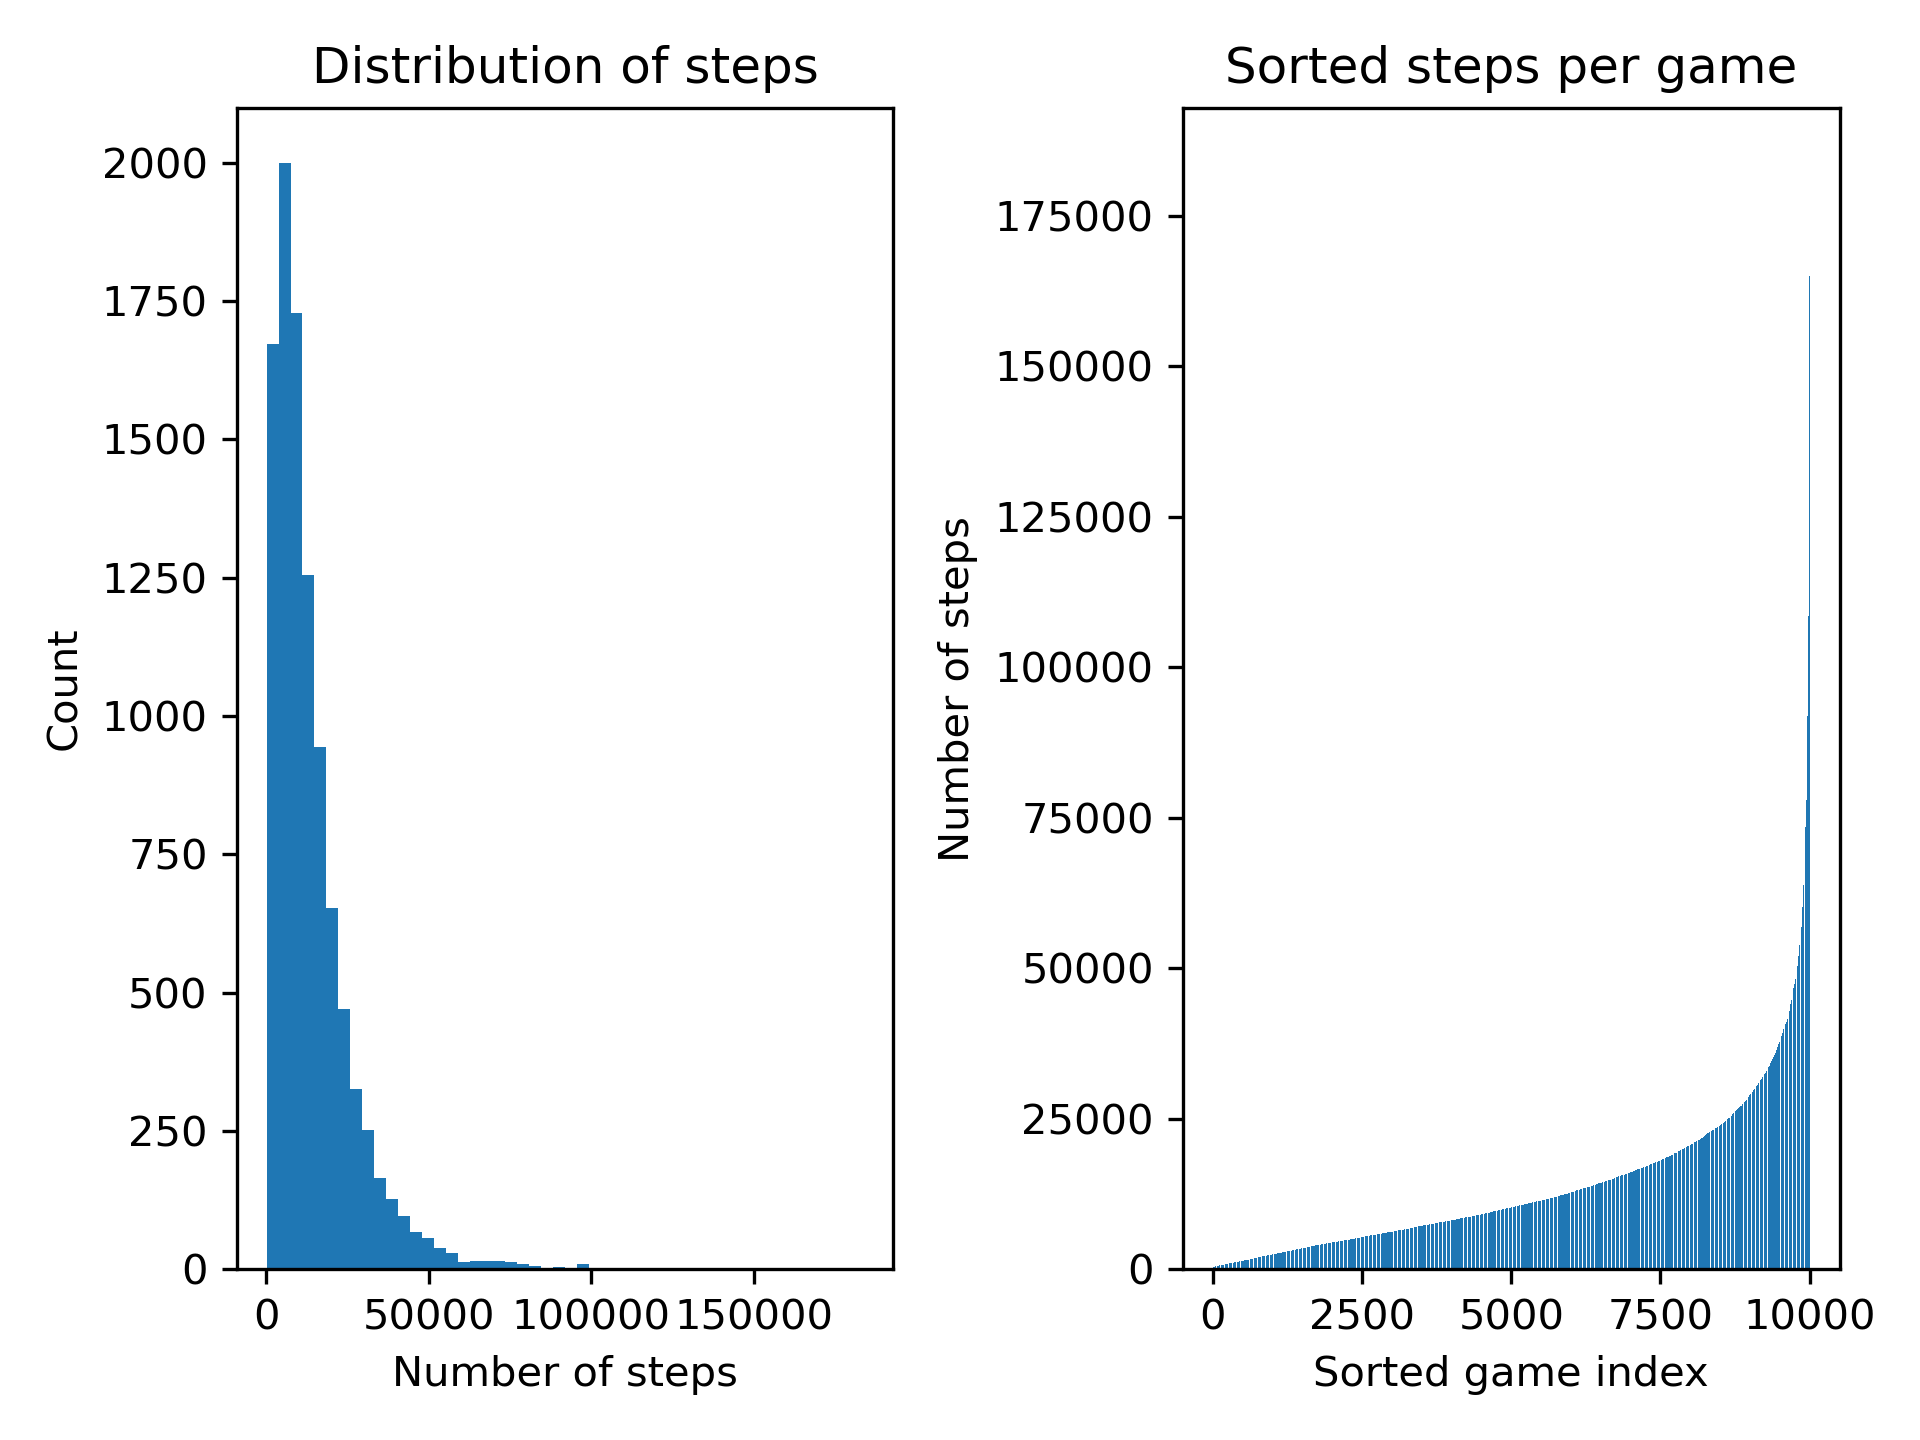 Distribution of steps
2000
1750
1500
1250
1000
750
500
250
0
Count
0 50000 100000 150000
Number of steps
Sorted steps per game
175000
150000
125000
100000
75000
50000
25000
0
Number of steps
0 2500 5000 7500 10000
Sorted game index